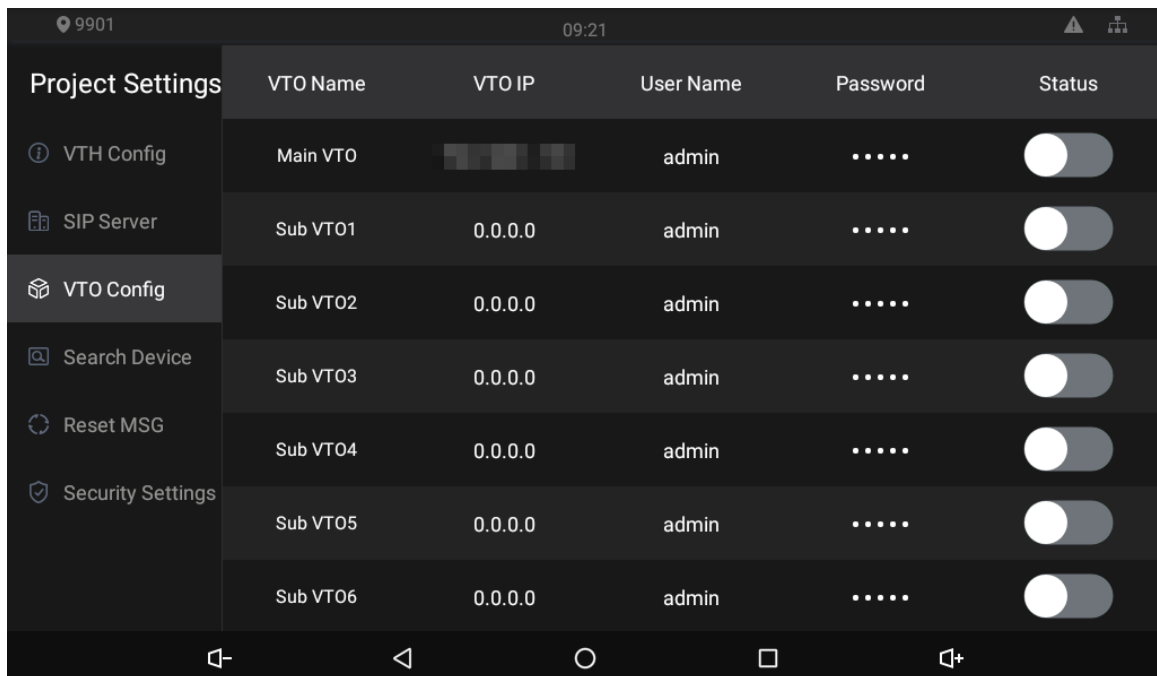 9901 09:21
Project Settings VTO Name VTO IP User Name Password Status
VTH Config Main VTO admin •••••
SIP Server Sub VTO1 0.0.0.0 admin •••••
VTO Config Sub VTO2 0.0.0.0 admin •••••
Search Device Sub VTO3 0.0.0.0 admin •••••
Reset MSG Sub VTO4 0.0.0.0 admin •••••
Security Settings Sub VTO5 0.0.0.0 admin •••••
Sub VTO6 0.0.0.0 admin •••••